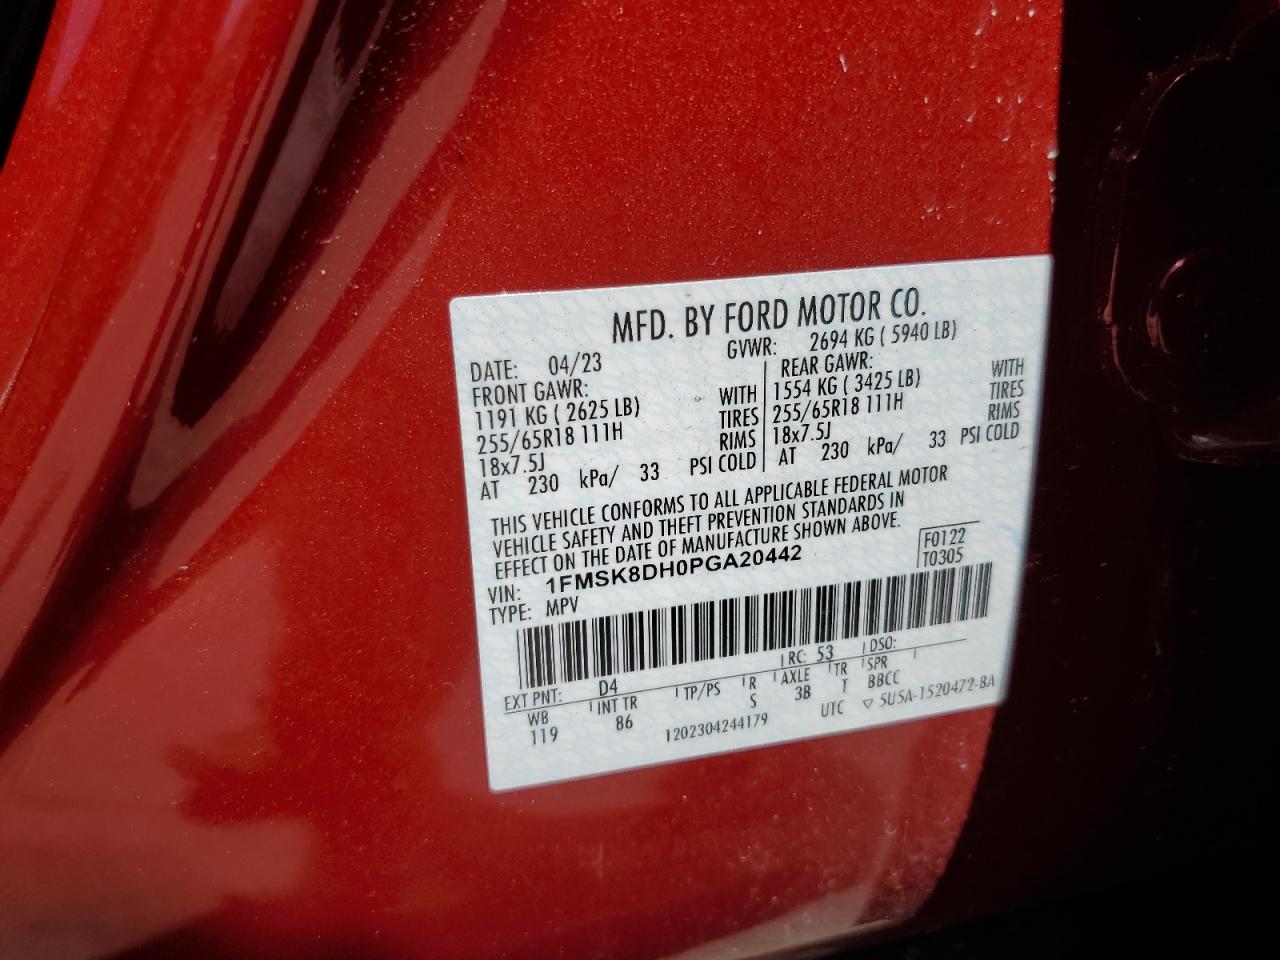 MFD. BY FORD MOTOR CO.
DATE: 04/23 GVWR: 2694 KG ( 5940 LB)
FRONT GAWR: REAR GAWR:
1191 KG ( 2625 LB) WITH 1554 KG ( 3425 LB) WITH
255/65R18 111H TIRES 255/65R18 111H TIRES
18x7.5J RIMS 18x7.5J RIMS
AT 230 kPa/ 33 PSI COLD AT 230 kPa/ 33 PSI COLD
THIS VEHICLE CONFORMS TO ALL APPLICABLE FEDERAL MOTOR
VEHICLE SAFETY AND THEFT PREVENTION STANDARDS IN
EFFECT ON THE DATE OF MANUFACTURE SHOWN ABOVE.
VIN: 1FMSK8DH0PGA20442 F0122
TYPE: MPV T0305
EXT PNT: D4 RC: 53 DSO:
WB INT TR TP/PS R AXLE TR SPR
119 86 S 3B T BBCC
1202304244179 UTC ▽ 5U5A-1520472-BA